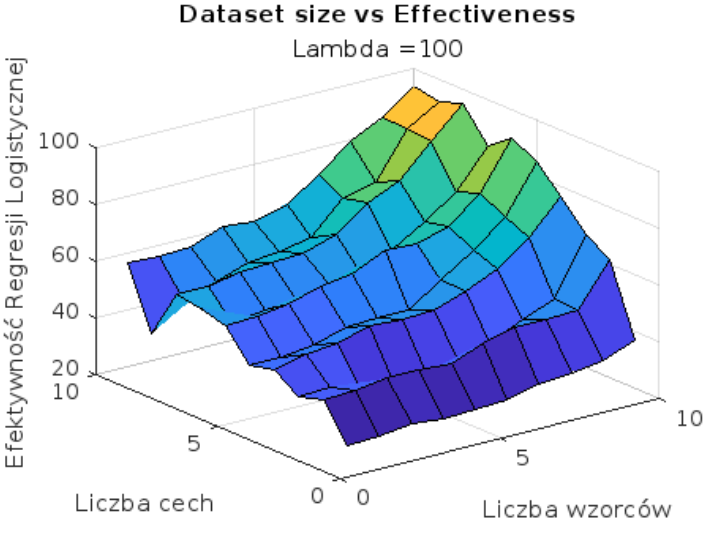 Dataset size vs Effectiveness
Lambda =100
Efektywność Regresji Logistycznej
100
80
60
40
20
10
5
0
Liczba cech
0
5
10
Liczba wzorców